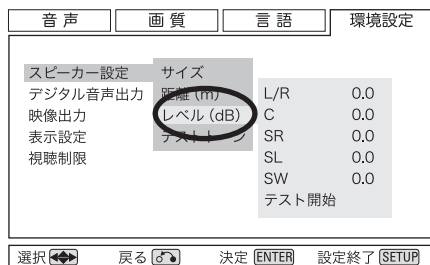 音声 画質 言語 環境設定
スピーカー設定 サイズ
デジタル音声出力 距離 (m) L/R 0.0
映像出力 レベル (dB) C 0.0
表示設定 テストトーン SR 0.0
視聴制限 SL 0.0
SW 0.0
テスト開始
選択 戻る 決定 ENTER 設定終了 SETUP